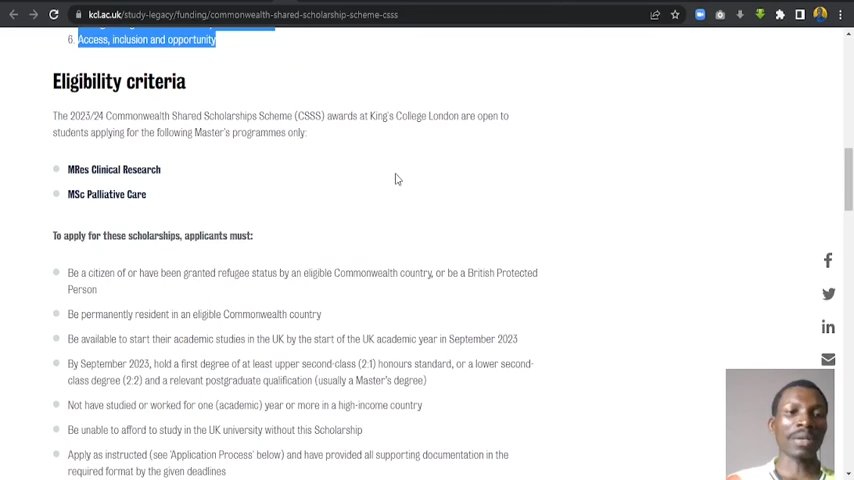 kcl.ac.uk/study-legacy/funding/commonwealth-shared-scholarship-scheme-csss
6. Access, inclusion and opportunity
Eligibility criteria
The 2023/24 Commonwealth Shared Scholarships Scheme (CSSS) awards at King's College London are open to
students applying for the following Master's programmes only:
MRes Clinical Research
MSc Palliative Care
To apply for these scholarships, applicants must:
Be a citizen of or have been granted refugee status by an eligible Commonwealth country, or be a British Protected
Person
Be permanently resident in an eligible Commonwealth country
Be available to start their academic studies in the UK by the start of the UK academic year in September 2023
By September 2023, hold a first degree of at least upper second-class (2:1) honours standard, or a lower second-
class degree (2:2) and a relevant postgraduate qualification (usually a Master's degree)
Not have studied or worked for one (academic) year or more in a high-income country
Be unable to afford to study in the UK university without this Scholarship
Apply as instructed (see 'Application Process' below) and have provided all supporting documentation in the
required format by the given deadlines